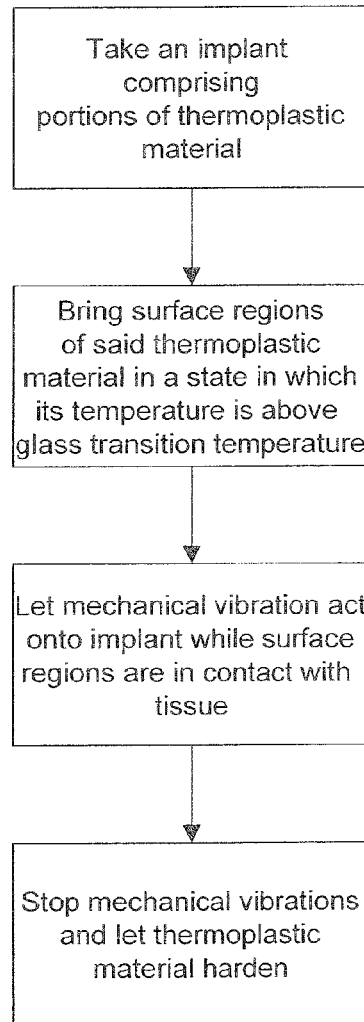 Take an implant
comprising
portions of thermoplastic
material
Bring surface regions
of said thermoplastic
material in a state in which
its temperature is above
glass transition temperature
Let mechanical vibration act
onto implant while surface
regions are in contact with
tissue
Stop mechanical vibrations
and let thermoplastic
material harden